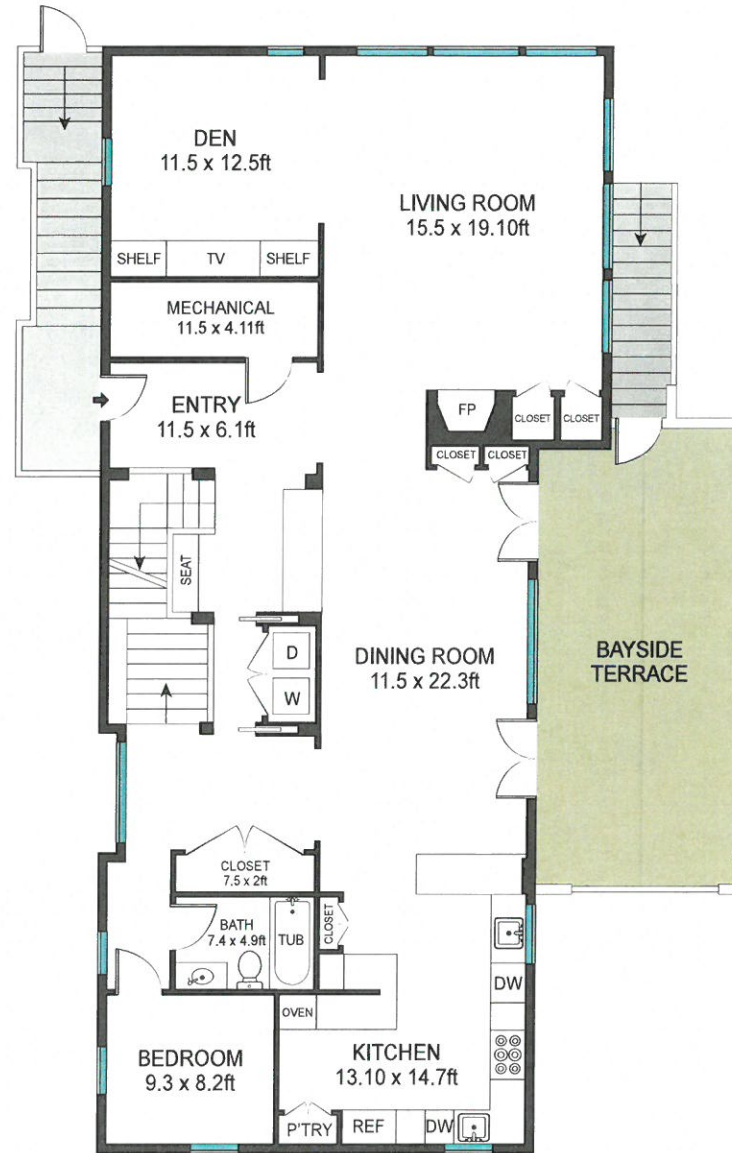 DEN
11.5 x 12.5ft
LIVING ROOM
15.5 x 19.10ft
SHELF
TV
SHELF
MECHANICAL
11.5 x 4.11ft
ENTRY
11.5 x 6.1ft
FP
CLOSET
CLOSET
CLOSET
CLOSET
SEAT
D
W
DINING ROOM
11.5 x 22.3ft
BAYSIDE
TERRACE
CLOSET
7.5 x 2ft
BATH
7.4 x 4.9ft
TUB
CLOSET
DW
OVEN
BEDROOM
9.3 x 8.2ft
KITCHEN
13.10 x 14.7ft
P'TRY
REF
DW